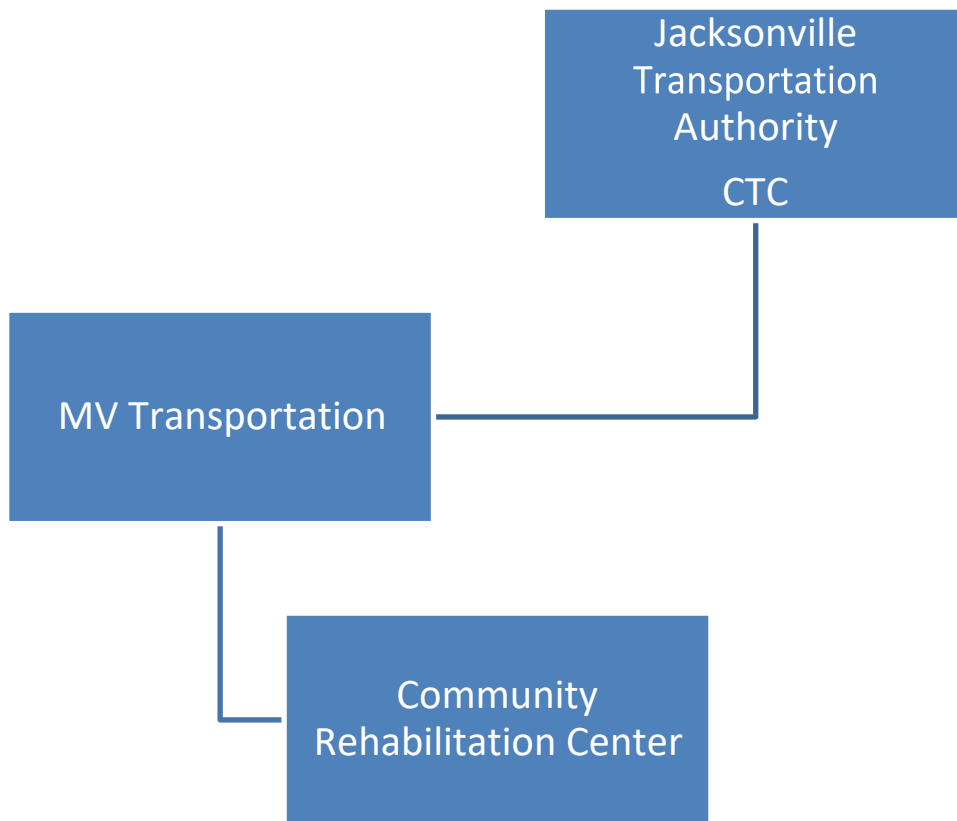 Jacksonville
Transportation
Authority
CTC
MV Transportation
Community
Rehabilitation Center